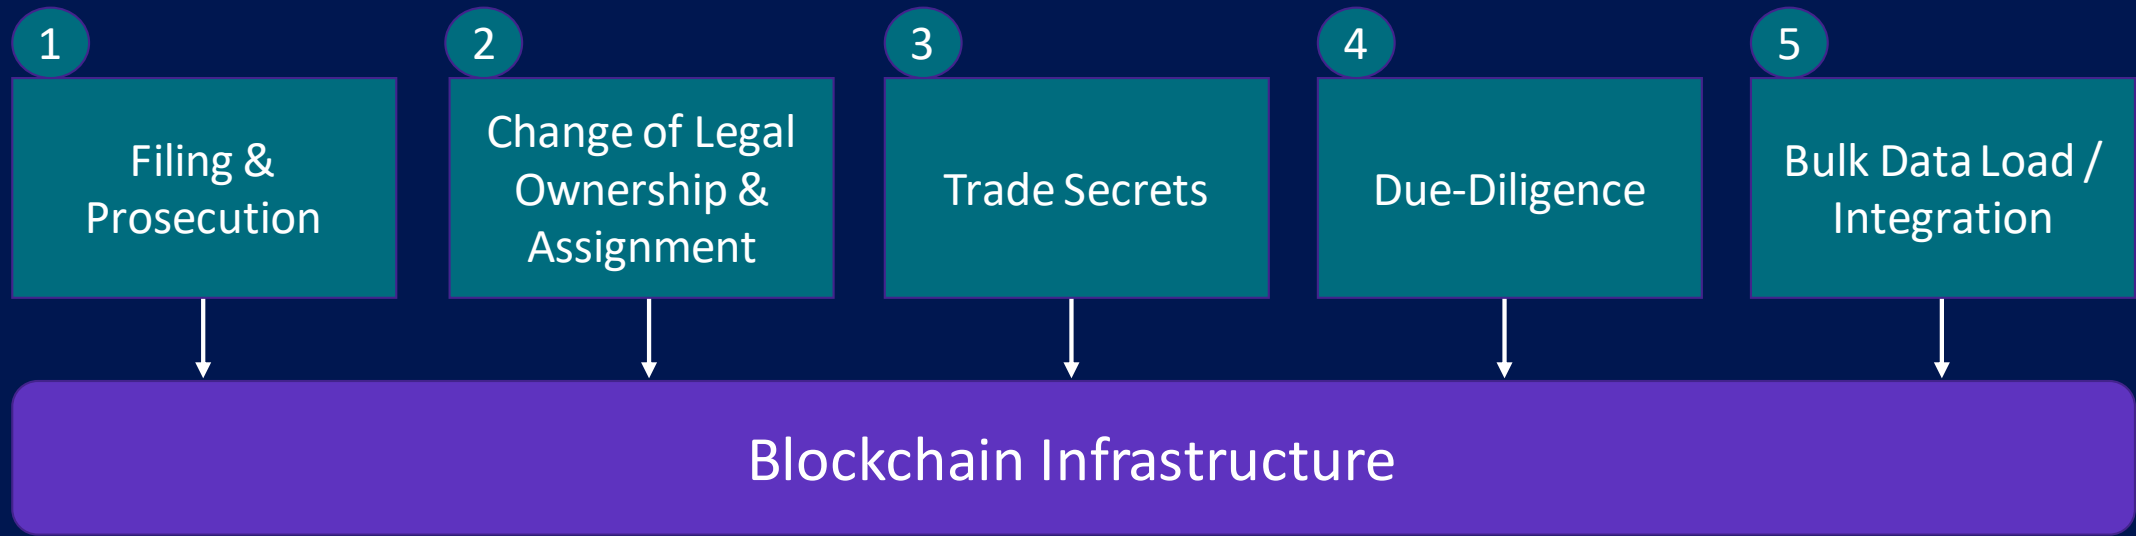 1
Filing &
Prosecution
2
Change of Legal
Ownership &
Assignment
3
Trade Secrets
4
Due-Diligence
5
Bulk Data Load /
Integration
Blockchain Infrastructure